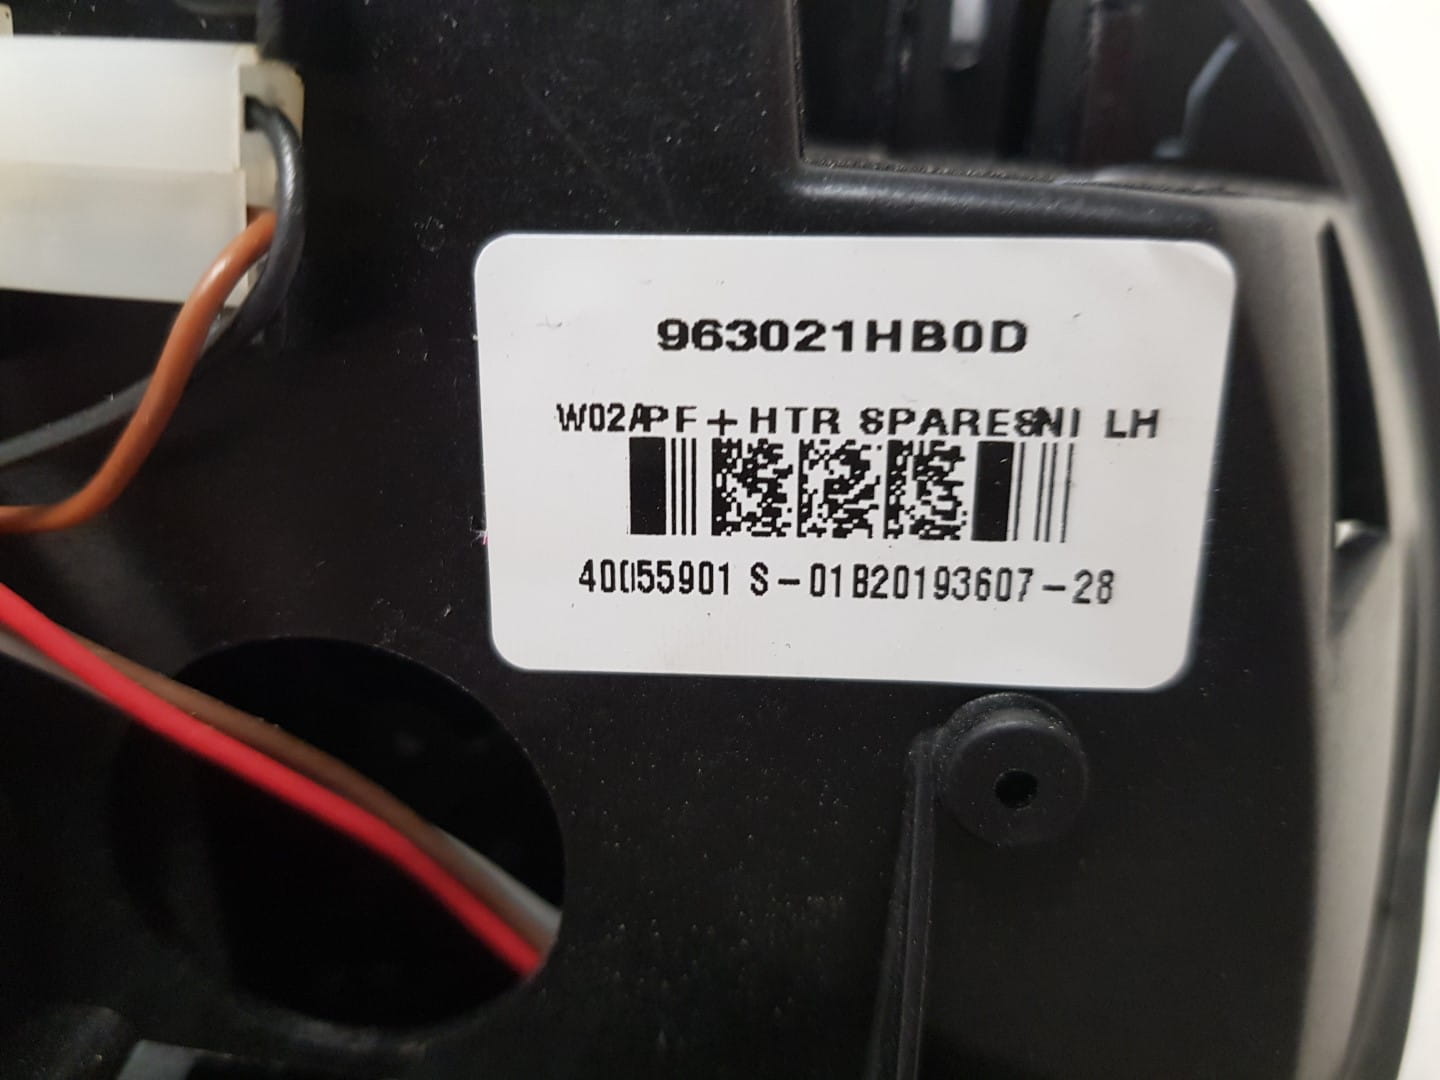 963021HB0D
W02APF+HTR SPARESNI LH
40055901 S-01B20193607-28